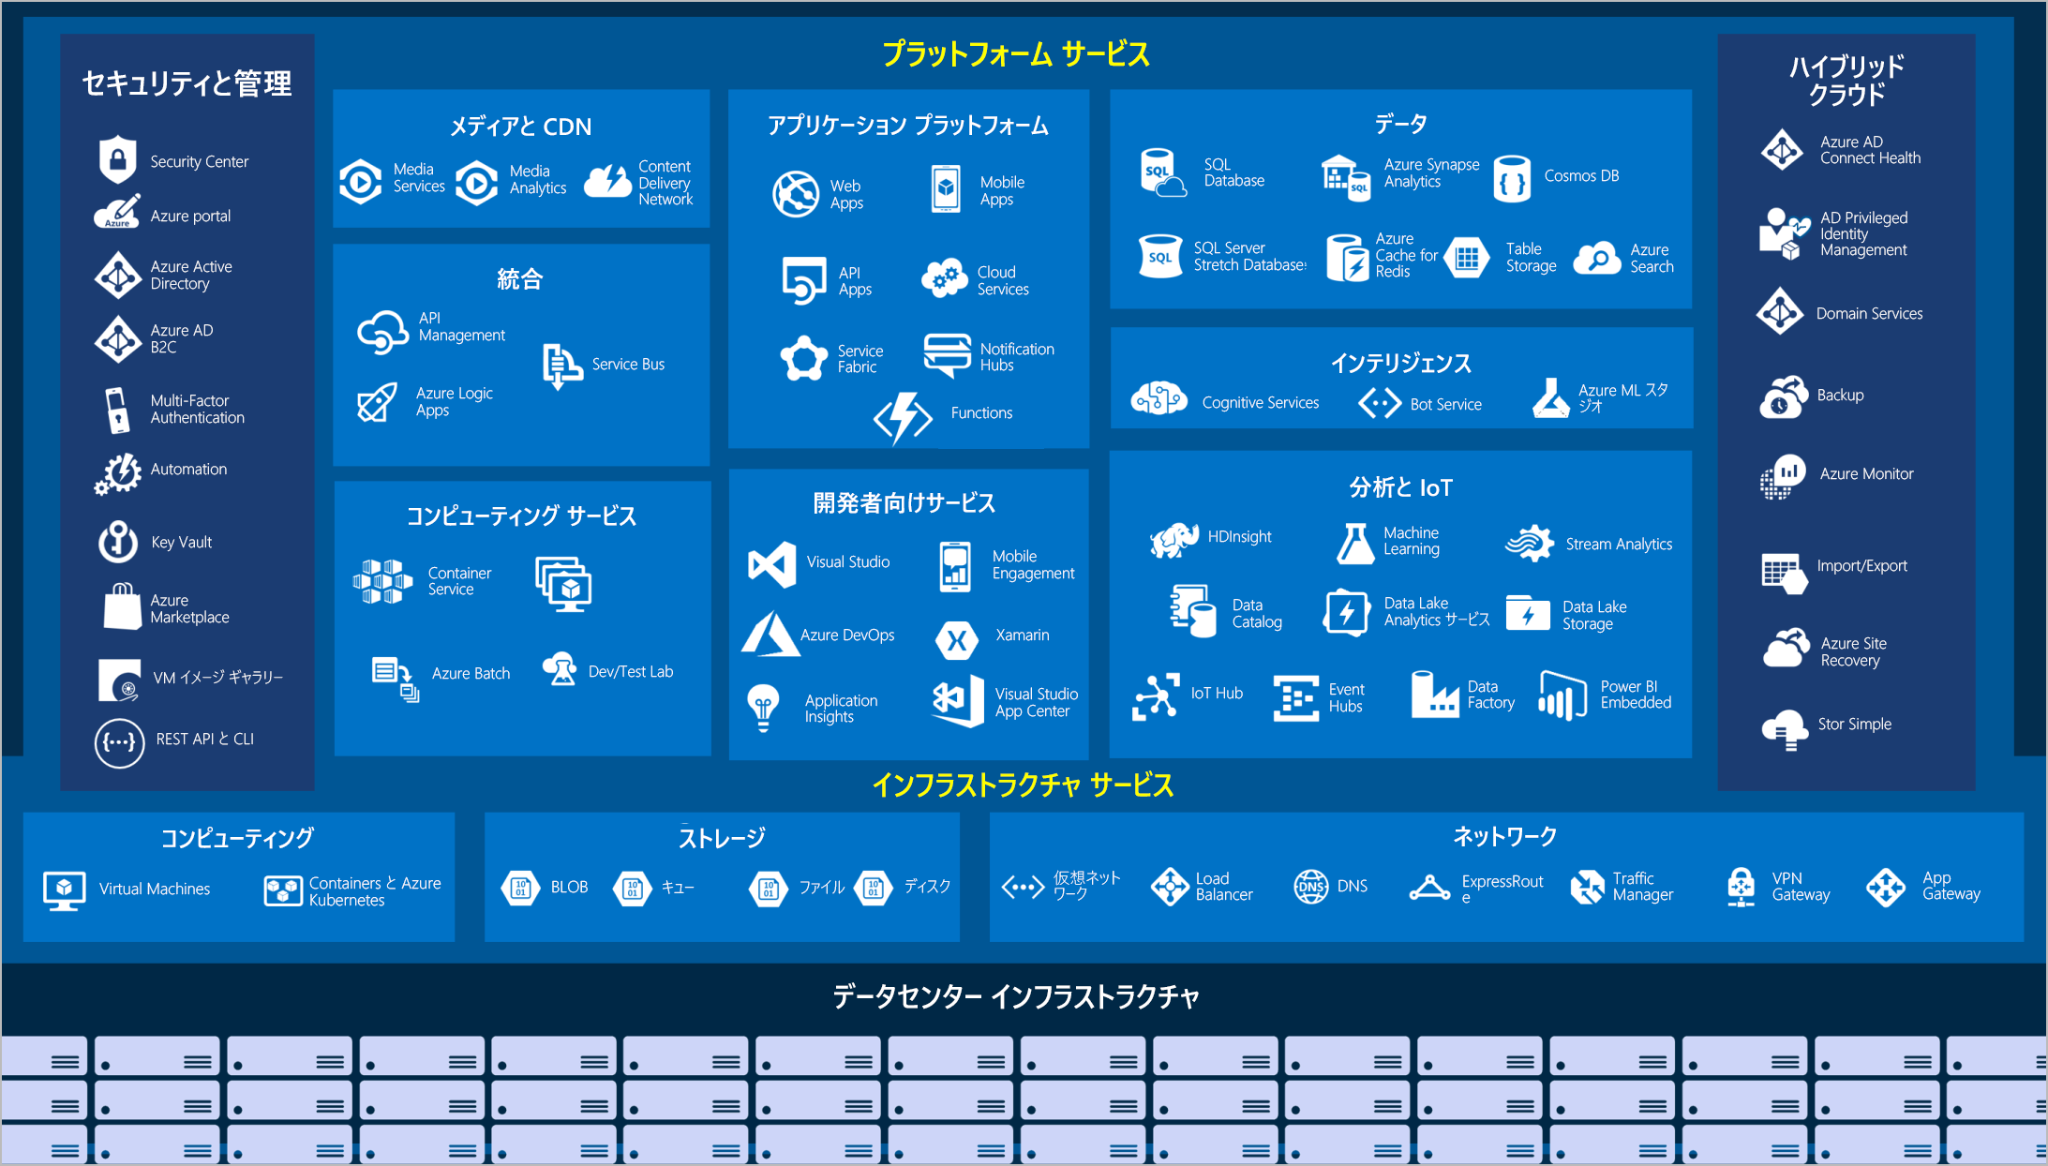 プラットフォーム サービス
セキュリティと管理
Security Center
Azure portal
Azure
Azure Active
Directory
Azure AD
B2C
Multi-Factor
Authentication
Automation
Key Vault
Azure
Marketplace
VM イメージ ギャラリー
REST API と CLI
メディアと CDN
Media
Services
Media
Analytics
Content
Delivery
Network
統合
API
Management
Service Bus
Azure Logic
Apps
コンピューティング サービス
Container
Service
Azure Batch
Dev/Test Lab
アプリケーション プラットフォーム
Web
Apps
Mobile
Apps
API
Apps
Cloud
Services
Service
Fabric
Notification
Hubs
Functions
開発者向けサービス
Visual Studio
Mobile
Engagement
Azure DevOps
Xamarin
Application
Insights
Visual Studio
App Center
データ
SQL
SQL
Database
SQL
Azure Synapse
Analytics
Cosmos DB
SQL
SQL Server
Stretch Database
Azure
Cache for
Redis
Table
Storage
Azure
Search
インテリジェンス
Cognitive Services
Bot Service
Azure ML スタ
ジオ
分析と IoT
HDInsight
Machine
Learning
Stream Analytics
Data
Catalog
Data Lake
Analytics サービス
Data Lake
Storage
IoT Hub
Event
Hubs
Data
Factory
Power BI
Embedded
ハイブリッド
クラウド
Azure AD
Connect Health
AD Privileged
Identity
Management
Domain Services
Backup
Azure Monitor
Import/Export
Azure Site
Recovery
Stor Simple
インフラストラクチャ サービス
コンピューティング
Virtual Machines
Containers と Azure
Kubernetes
ストレージ
10
01
BLOB
10
01
キュー
10
01
ファイル
10
01
ディスク
ネットワーク
仮想ネット
ワーク
Load
Balancer
DNS
DNS
ExpressRout
e
Traffic
Manager
VPN
Gateway
App
Gateway
データセンター インフラストラクチャ